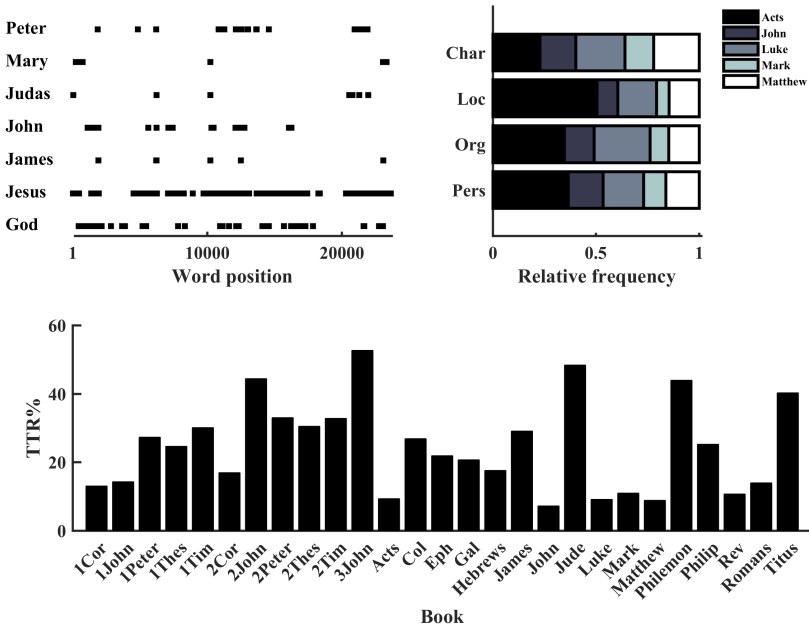 Peter
Mary
Judas
John
James
Jesus
God
1 10000 20000
Word position
Char
Loc
Org
Pers
0 0.5 1
Relative frequency
Acts
John
Luke
Mark
Matthew
60
40
20
0
TTR%
1Cor 1John 1Peter 1Thes 1Tim 2Cor 2John 2Peter 2Thes 2Tim 3John Acts Col Eph Gal Hebrews James John Jude Luke Mark Matthew Philemon Philip Rev Romans Titus
Book